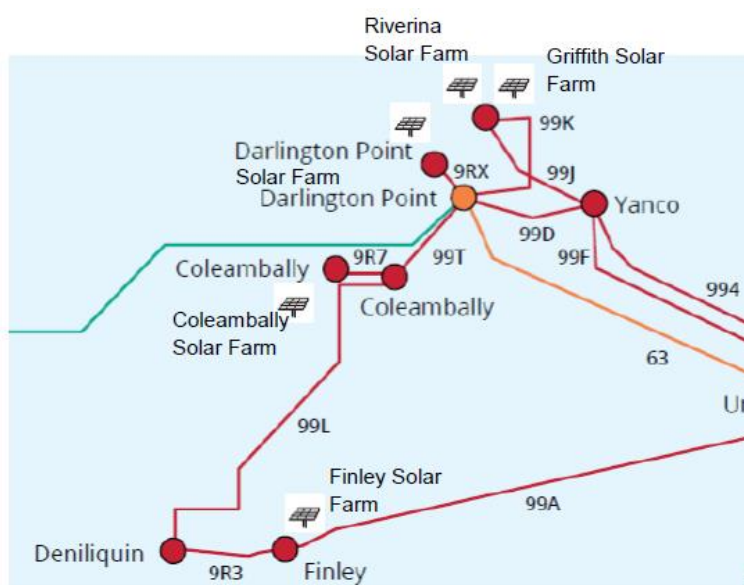 Riverina
Solar Farm
Griffith Solar
Farm
99K
Darlington Point
Solar Farm
9RX
99J
Darlington Point
Yanco
99D
99F
9R7
99T
Coleambally
Coleambally
994
Coleambally
Solar Farm
63
Ur
99L
Finley Solar
Farm
99A
Deniliquin
9R3
Finley